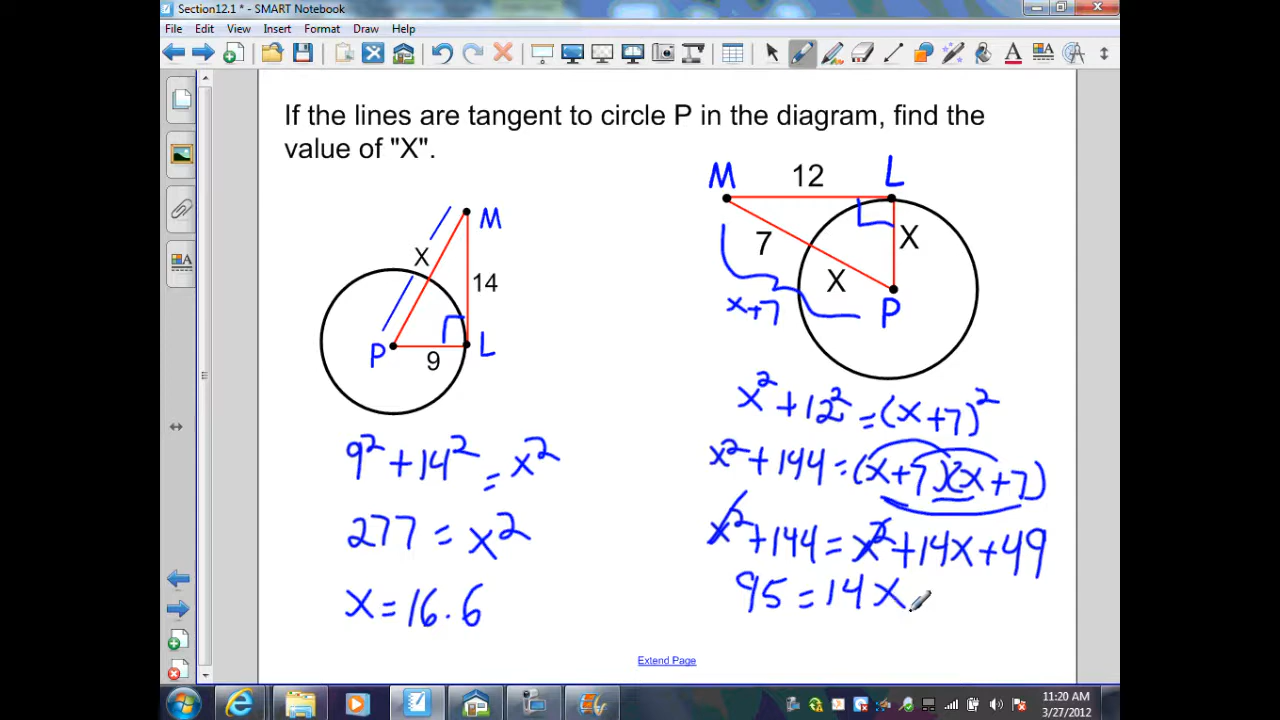 Section12.1 * - SMART Notebook
File Edit View Insert Format Draw Help
If the lines are tangent to circle P in the diagram, find the
value of "X".
M
X
14
P
9
L
9² + 14² = x²
277 = x²
x = 16.6
M
12
L
7
X
X
x+7
P
x² + 12² = (x+7)²
x² + 144 = (x+7)(x+7)
x² + 144 = x² + 14x + 49
95 = 14x
Extend Page
11:20 AM
3/27/2012